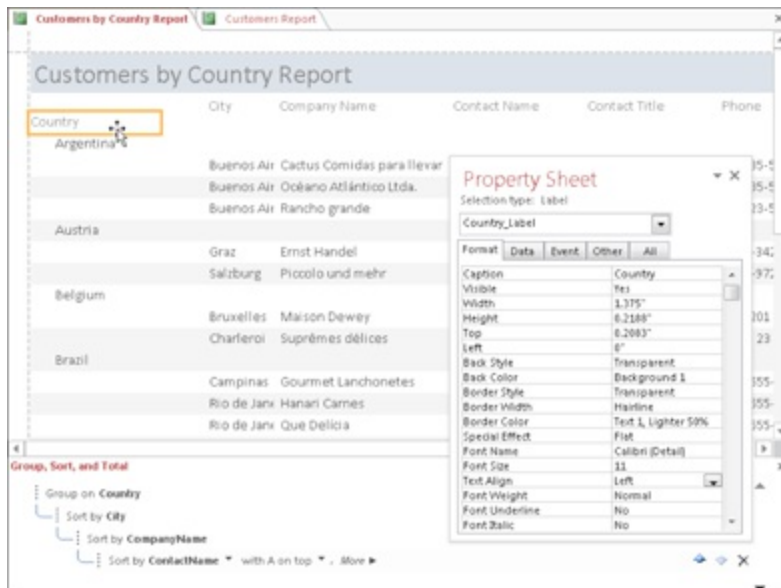 Customers by Country Report
Customers Report
Customers by Country Report
City Company Name Contact Name Contact Title Phone
Country
Argentina
Buenos Air Cactus Comidas para llevar
Buenos Air Océano Atlántico Ltda.
Buenos Air Rancho grande
Austria
Graz Ernst Handel
Salzburg Piccolo und mehr
Belgium
Bruxelles Maison Dewey
Charleroi Suprêmes délices
Brazil
Campinas Gourmet Lanchonetes
Rio de Jane Hanari Carnes
Rio de Jane Que Delícia
Property Sheet
Selection type: Label
Country_Label
Format Data Event Other All
Caption Country
Visible Yes
Width 1.375"
Height 0.2188"
Top 0.2083"
Left 0"
Back Style Transparent
Back Color Background 1
Border Style Transparent
Border Width Hairline
Border Color Text 1, Lighter 50%
Special Effect Flat
Font Name Calibri (Detail)
Font Size 11
Text Align Left
Font Weight Normal
Font Underline No
Font Italic No
Group, Sort, and Total
Group on Country
Sort by City
Sort by CompanyName
Sort by ContactName with A on top , More